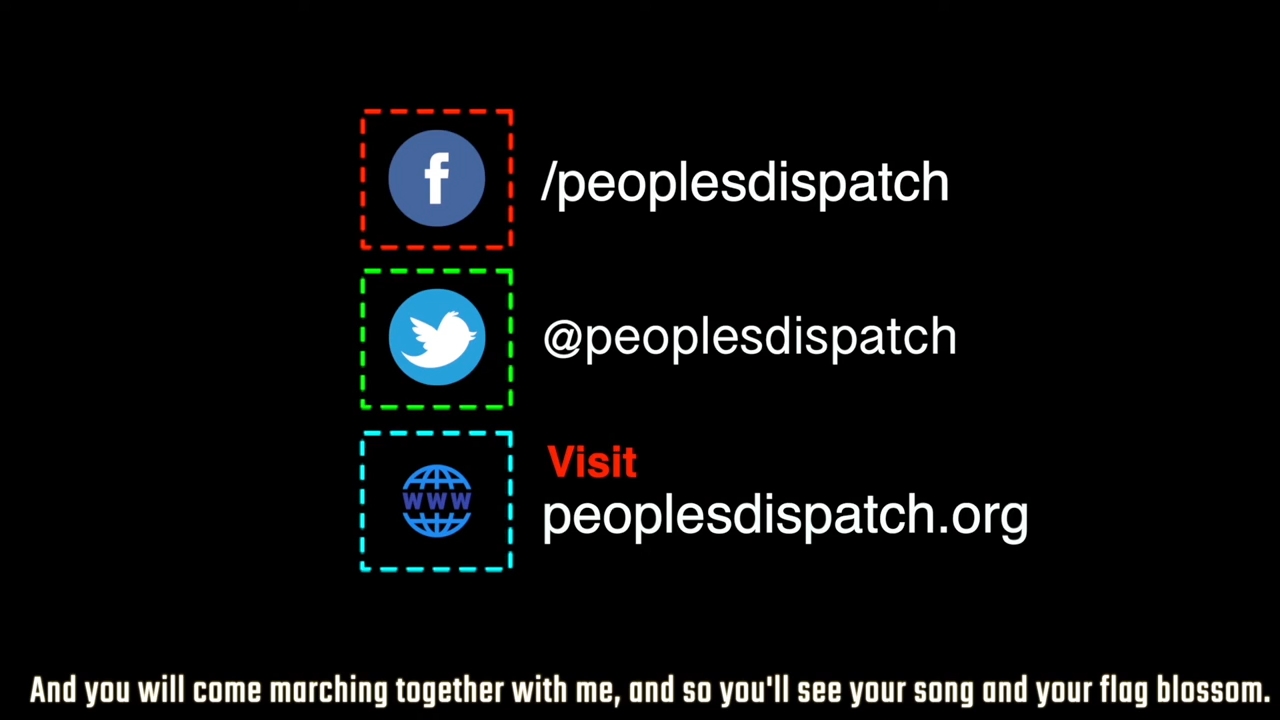 f
/peoplesdispatch
@peoplesdispatch
Visit
WWW
peoplesdispatch.org
And you will come marching together with me, and so you'll see your song and your flag blossom.